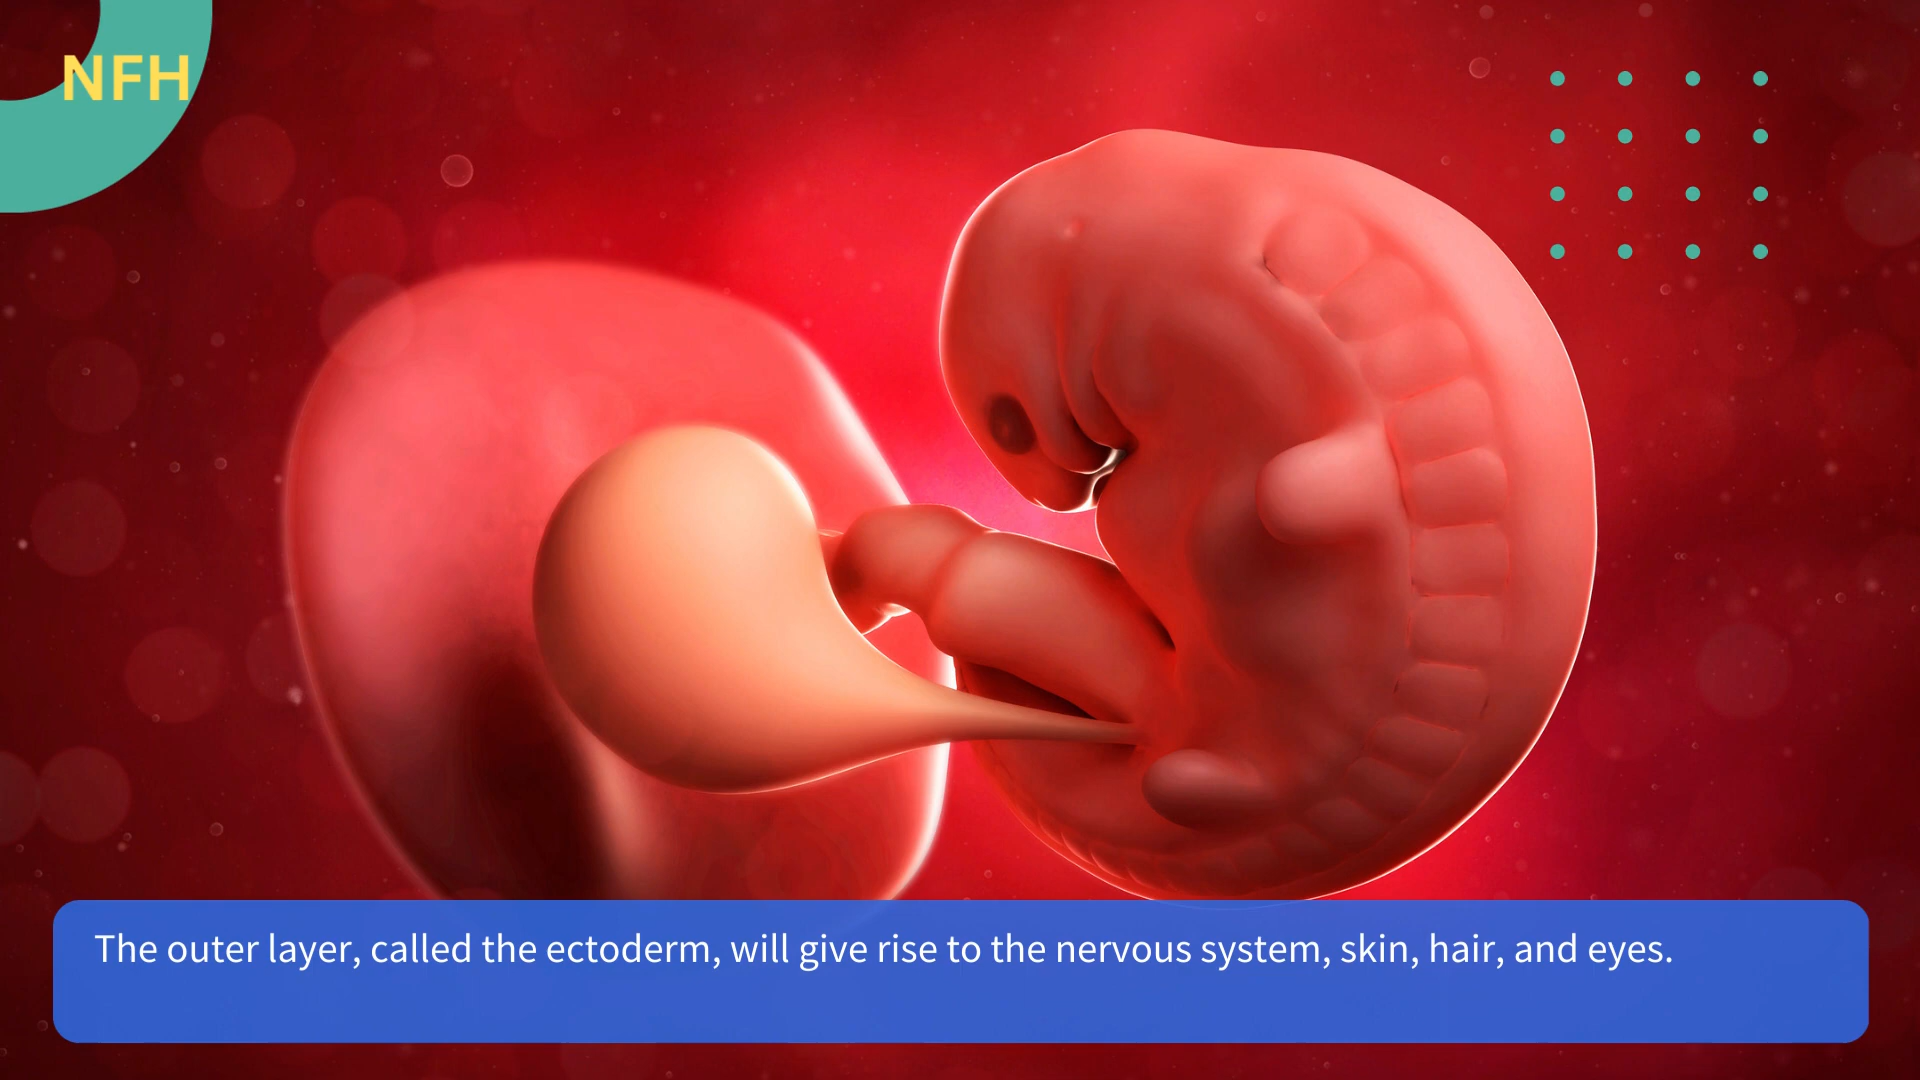 NFH
The outer layer, called the ectoderm, will give rise to the nervous system, skin, hair, and eyes.